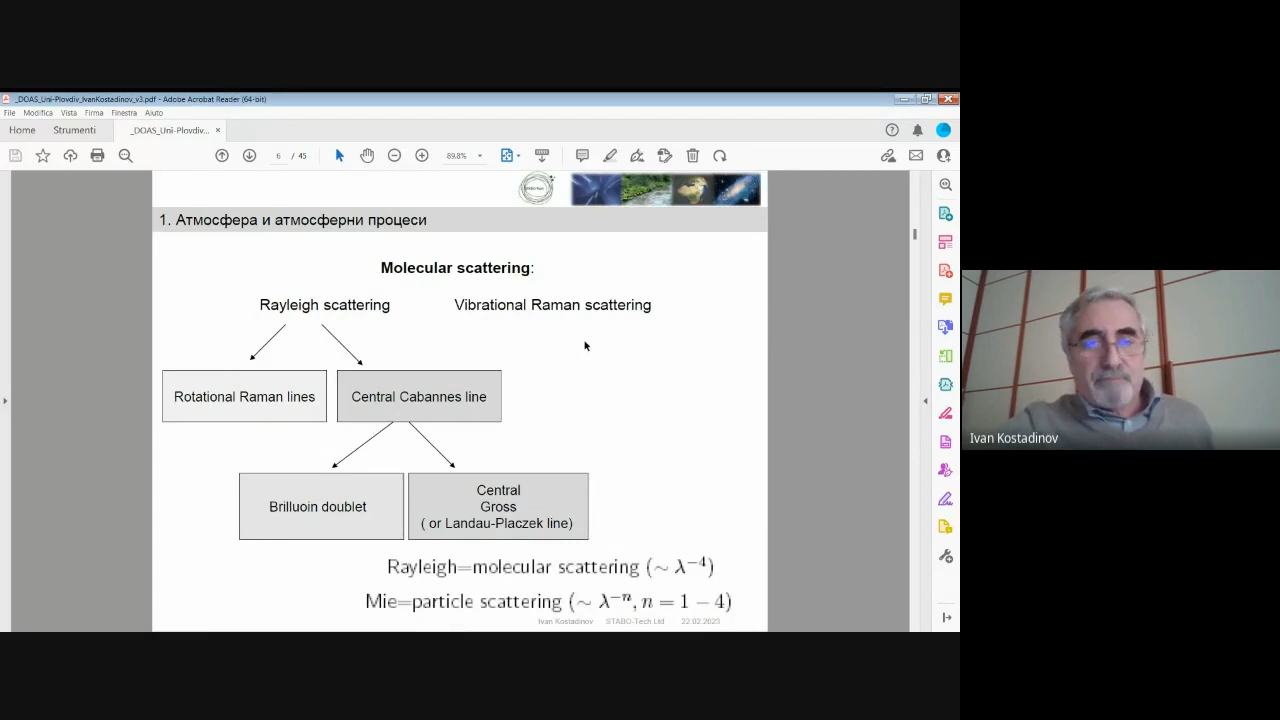 _DOAS_Uni-Plovdiv_IvanKostadinov_v3.pdf - Adobe Acrobat Reader (64-bit)
File Modifica Vista Firma Finestra Aiuto
Home Strumenti _DOAS_Uni-Plovdiv... ×
6 / 45 89.8%
1. Атмосфера и атмосферни процеси
Molecular scattering:
Rayleigh scattering Vibrational Raman scattering
Rotational Raman lines Central Cabannes line
Brilluoin doublet
Central
Gross
( or Landau-Placzek line)
Rayleigh=molecular scattering (∼ λ⁻⁴)
Mie=particle scattering (∼ λ⁻ⁿ, n = 1 − 4)
Ivan Kostadinov STABO-Tech Ltd 22.02.2023
Ivan Kostadinov